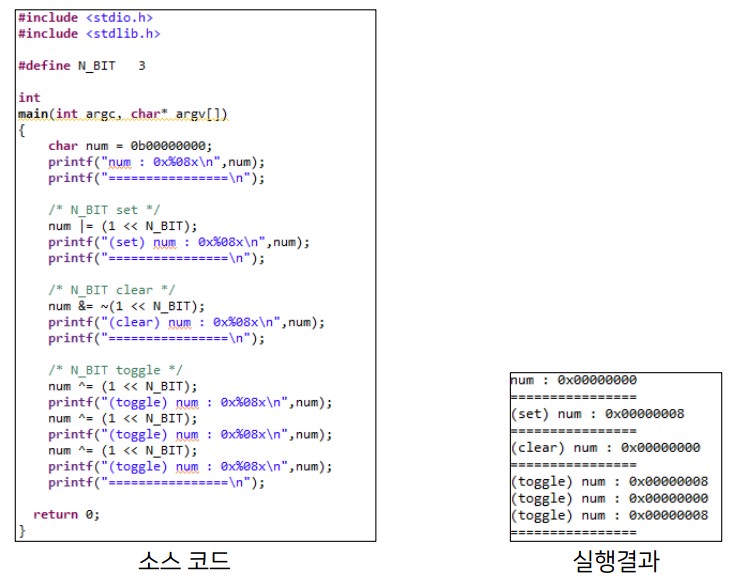 #include <stdio.h>
#include <stdlib.h>
#define N_BIT   3
int
main(int argc, char* argv[])
{
    char num = 0b00000000;
    printf("num : 0x%08x\n",num);
    printf("================\n");
    /* N_BIT set */
    num |= (1 << N_BIT);
    printf("(set) num : 0x%08x\n",num);
    printf("================\n");
    /* N_BIT clear */
    num &= ~(1 << N_BIT);
    printf("(clear) num : 0x%08x\n",num);
    printf("================\n");
    /* N_BIT toggle */
    num ^= (1 << N_BIT);
    printf("(toggle) num : 0x%08x\n",num);
    num ^= (1 << N_BIT);
    printf("(toggle) num : 0x%08x\n",num);
    num ^= (1 << N_BIT);
    printf("(toggle) num : 0x%08x\n",num);
    printf("================\n");
  return 0;
}
소스 코드
num : 0x00000000
================
(set) num : 0x00000008
================
(clear) num : 0x00000000
================
(toggle) num : 0x00000008
(toggle) num : 0x00000000
(toggle) num : 0x00000008
================
실행결과